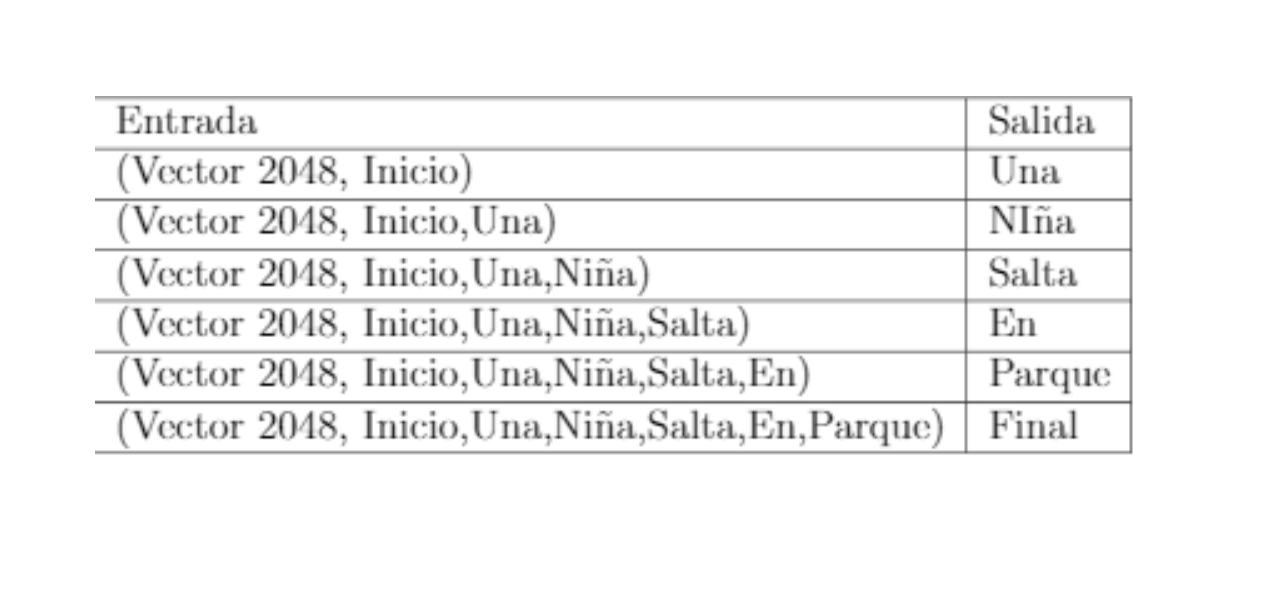 Entrada Salida
(Vector 2048, Inicio) Una
(Vector 2048, Inicio,Una) NIña
(Vector 2048, Inicio,Una,Niña) Salta
(Vector 2048, Inicio,Una,Niña,Salta) En
(Vector 2048, Inicio,Una,Niña,Salta,En) Parque
(Vector 2048, Inicio,Una,Niña,Salta,En,Parque) Final